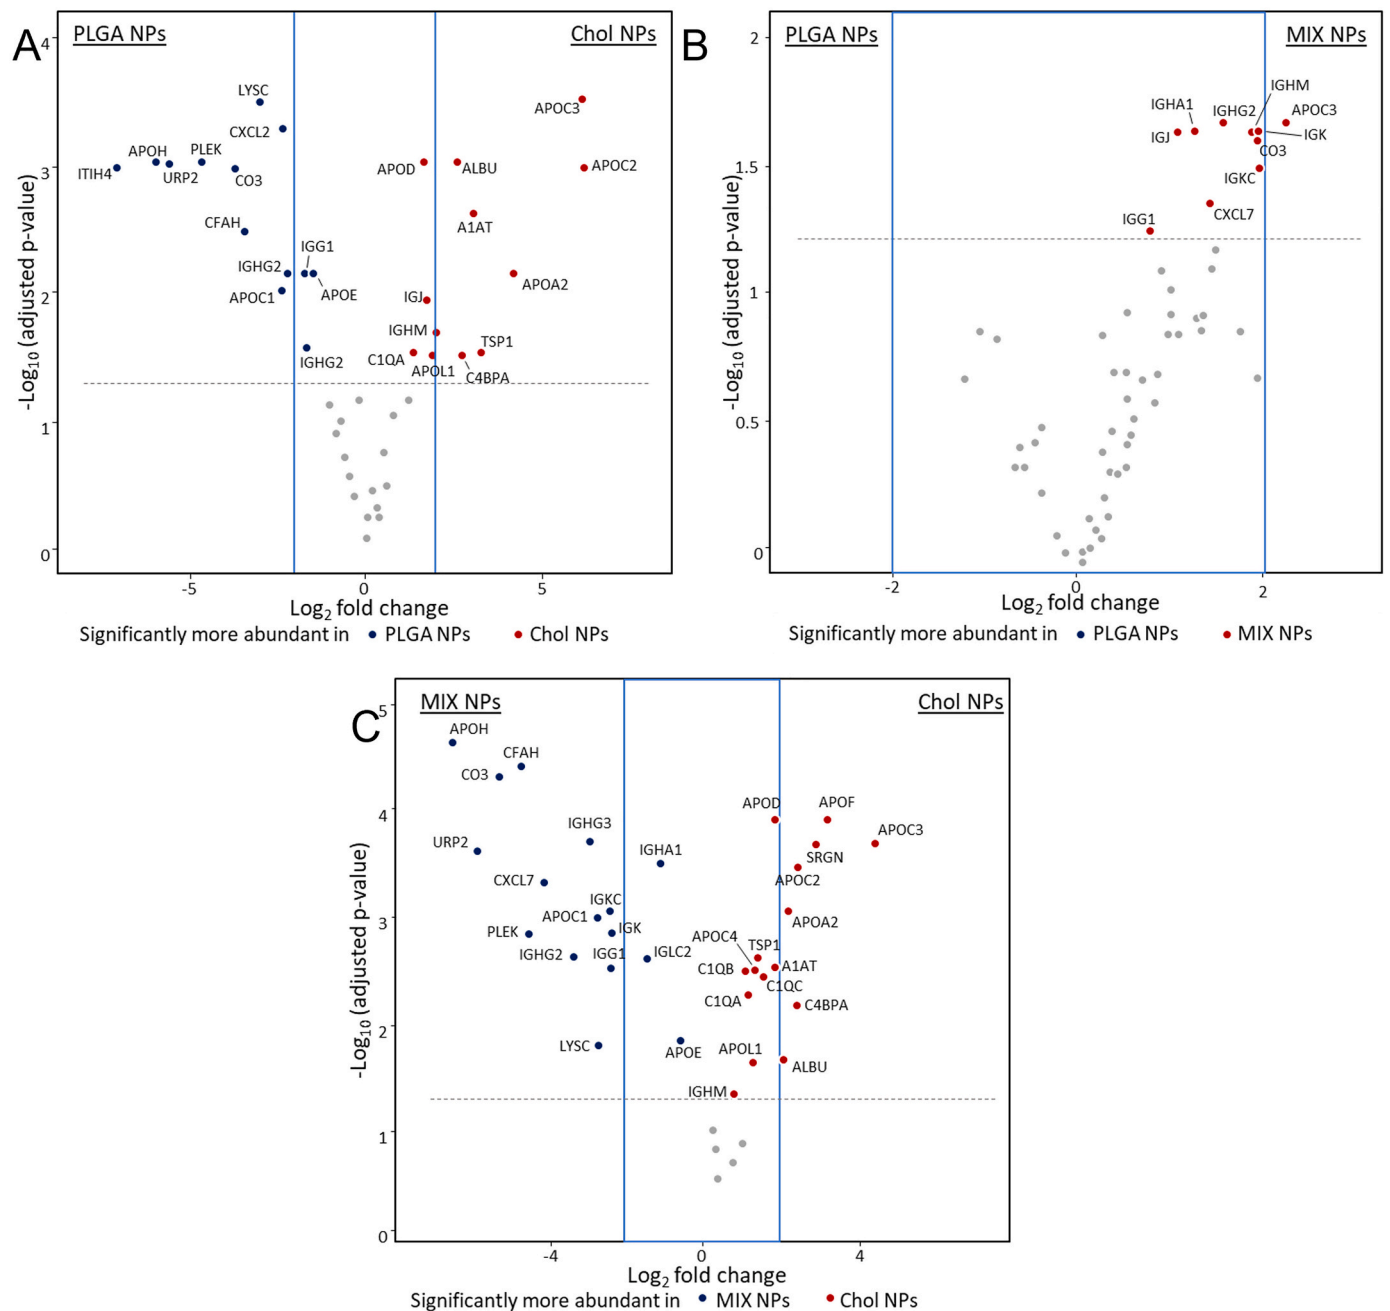 A
PLGA NPs
Chol NPs
-Log10 (adjusted p-value)
4
3
2
1
0
LYSC
CXCL2
APOH
PLEK
ITIH4
URP2
CO3
CFAH
IGG1
IGHG2
APOE
APOC1
IGHG2
APOC3
APOD
ALBU
APOC2
A1AT
APOA2
IGJ
IGHM
TSP1
C1QA
APOL1
C4BPA
-5
0
5
Log2 fold change
Significantly more abundant in
PLGA NPs
Chol NPs
B
PLGA NPs
MIX NPs
-Log10 (adjusted p-value)
2
1.5
1
0.5
0
IGHM
IGHA1
IGHG2
APOC3
IGJ
IGK
CO3
IGKC
CXCL7
IGG1
-2
0
2
Log2 fold change
Significantly more abundant in
PLGA NPs
MIX NPs
C
MIX NPs
Chol NPs
-Log10 (adjusted p-value)
5
4
3
2
1
0
APOH
CFAH
CO3
IGHG3
URP2
IGHA1
CXCL7
IGKC
APOC1
PLEK
IGK
IGHG2
IGG1
IGLC2
LYSC
APOE
APOD
APOF
APOC3
SRGN
APOC2
APOA2
APOC4
TSP1
C1QB
A1AT
C1QC
C1QA
C4BPA
APOL1
ALBU
IGHM
-4
0
4
Log2 fold change
Significantly more abundant in
MIX NPs
Chol NPs